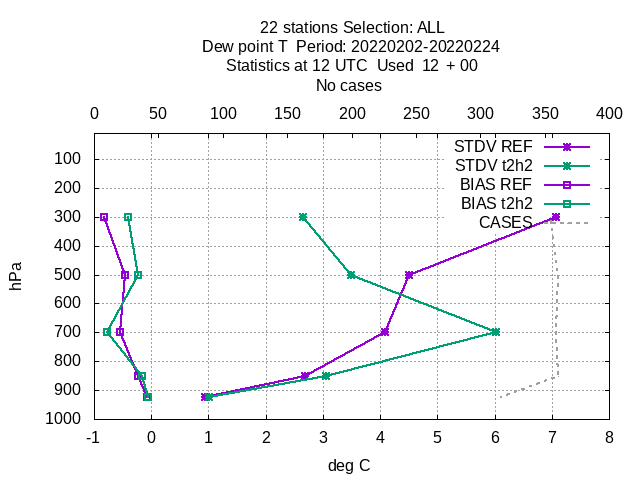 22 stations Selection: ALL
Dew point T  Period: 20220202-20220224
Statistics at 12 UTC  Used  12  + 00
No cases
0 50 100 150 200 250 300 350 400
STDV REF
STDV t2h2
BIAS REF
BIAS t2h2
CASES
100
200
300
400
500
600
700
800
900
1000
hPa
-1 0 1 2 3 4 5 6 7 8
deg C